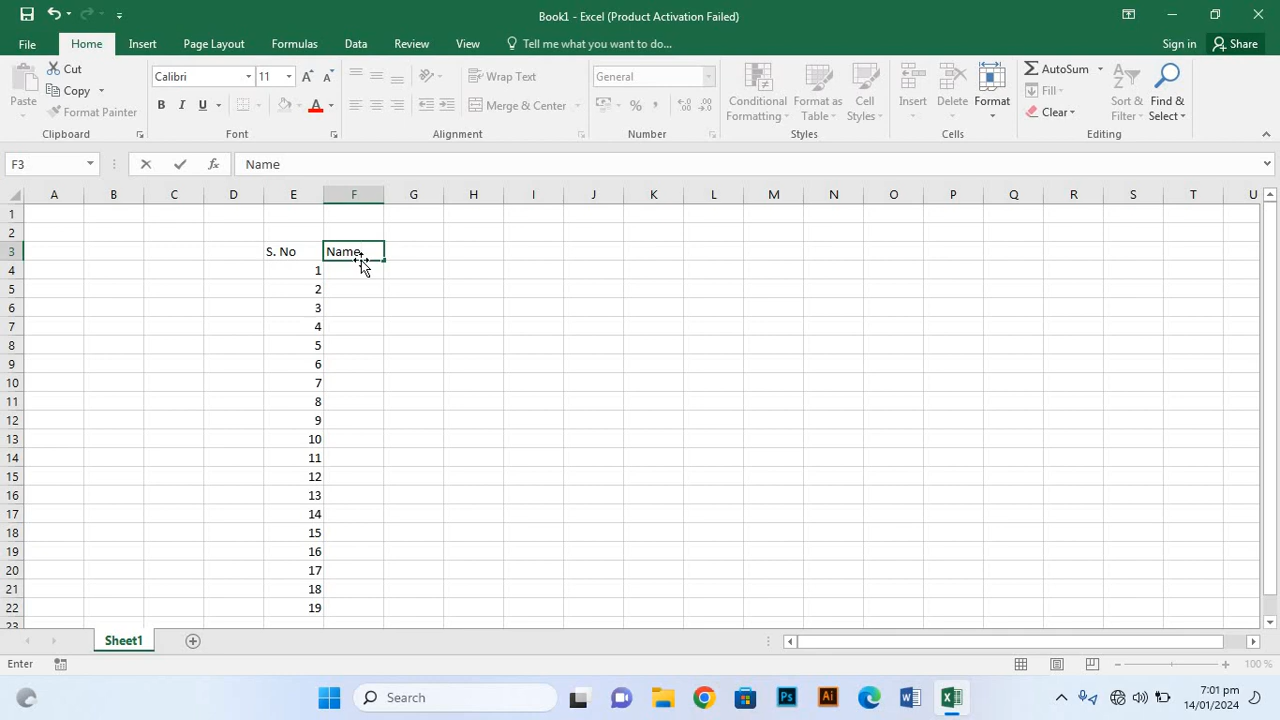 Book1 - Excel (Product Activation Failed)
File Home Insert Page Layout Formulas Data Review View Tell me what you want to do... Sign in Share
Paste
Cut
Copy
Format Painter
Clipboard
Calibri 11
B I U A
Font
Wrap Text
Merge & Center
Alignment
General
%
Number
Conditional Formatting
Format as Table
Cell Styles
Styles
Insert
Delete
Format
Cells
AutoSum
Fill
Clear
Sort & Filter
Find & Select
Editing
F3 fx Name
A B C D E F G H I J K L M N O P Q R S T U
1
2
3 S. No Name
4 1
5 2
6 3
7 4
8 5
9 6
10 7
11 8
12 9
13 10
14 11
15 12
16 13
17 14
18 15
19 16
20 17
21 18
22 19
23
Sheet1
Enter 100 %
Search
Ps Ai
7:01 pm
14/01/2024